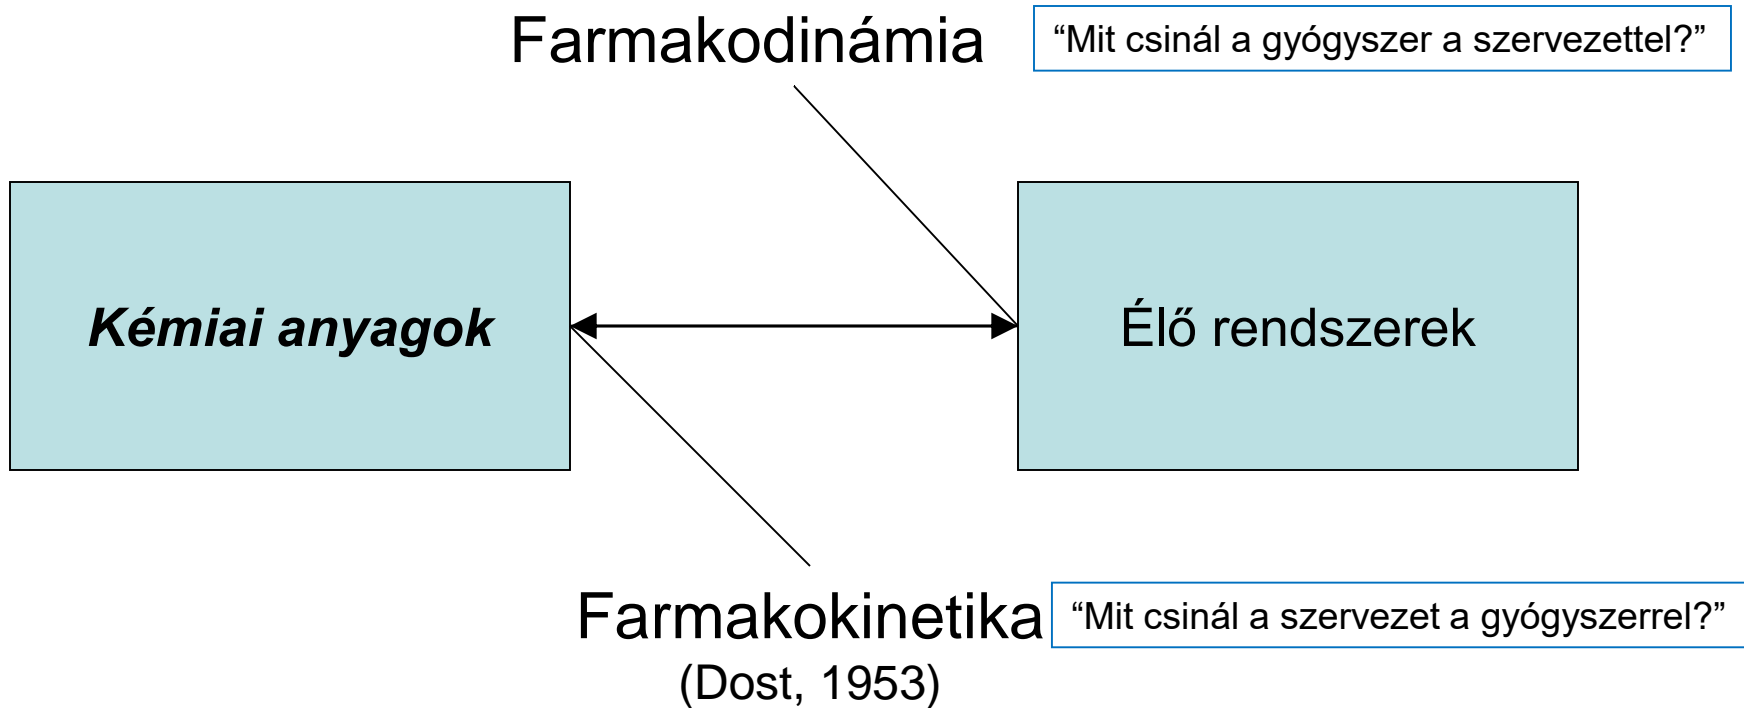 Farmakodinámia
“Mit csinál a gyógyszer a szervezettel?”
Kémiai anyagok
Élő rendszerek
Farmakokinetika
“Mit csinál a szervezet a gyógyszerrel?”
(Dost, 1953)